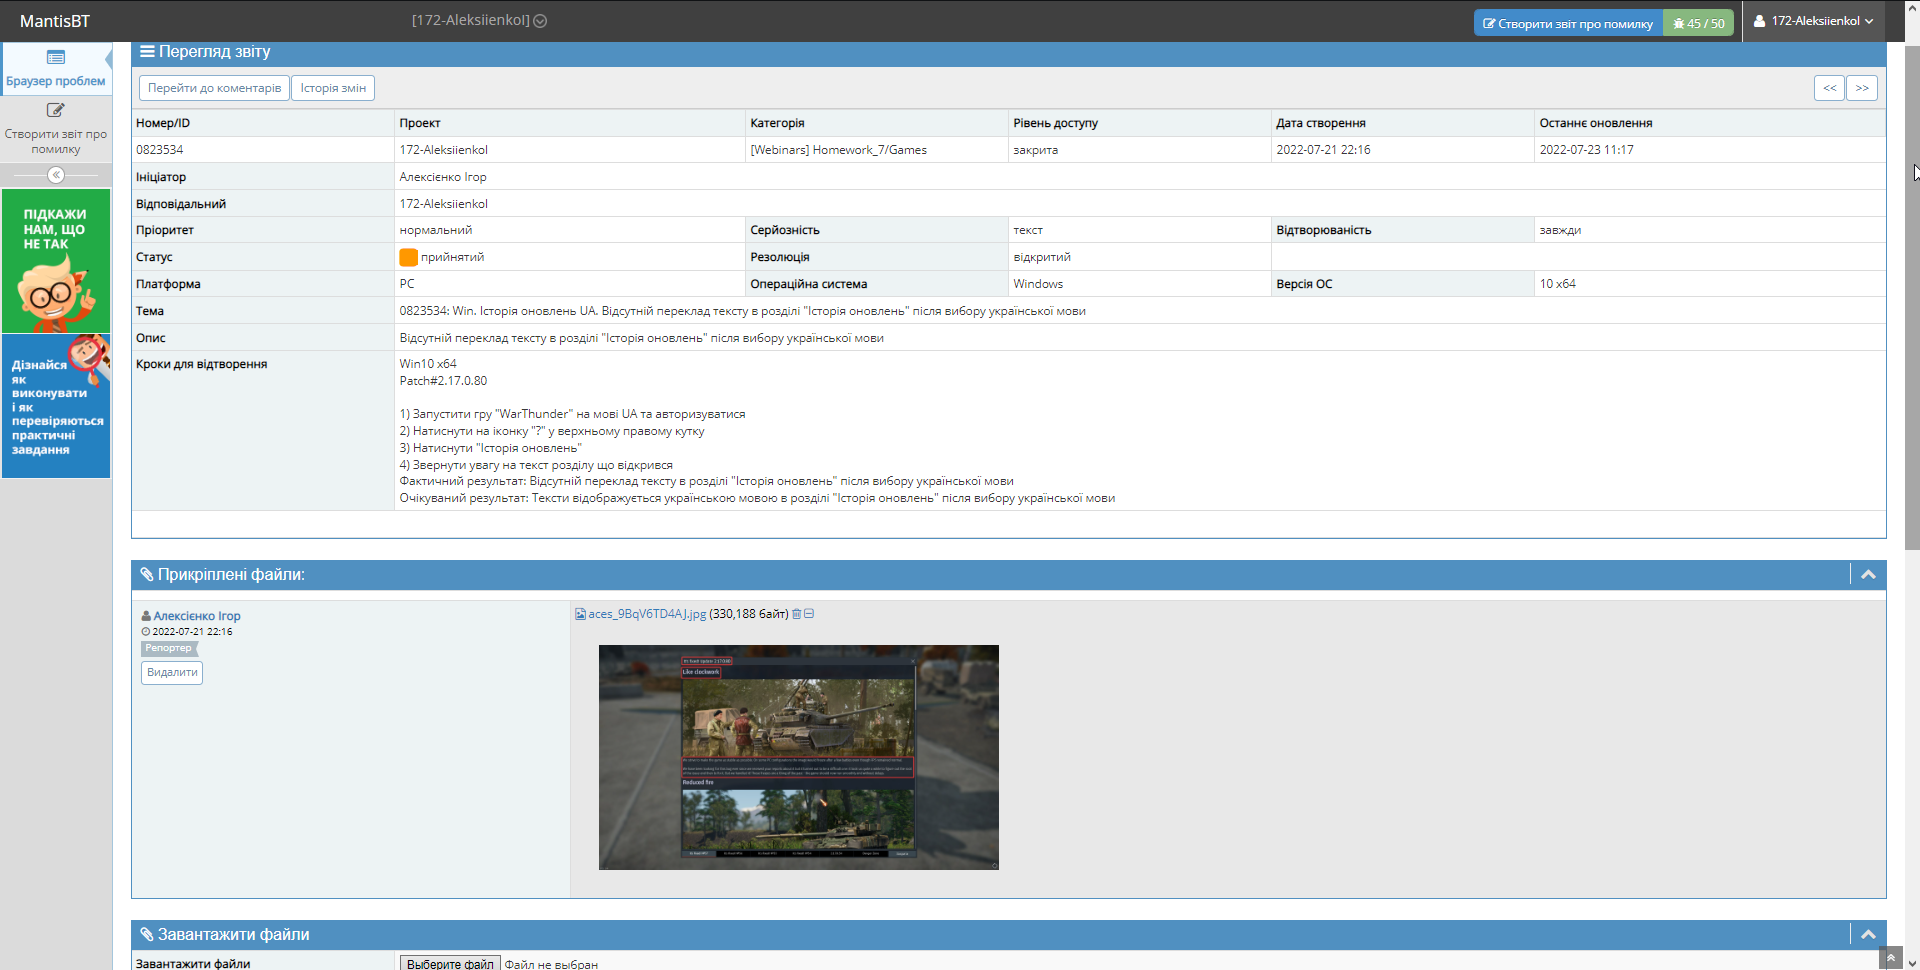 MantisBT
[172-Aleksiienkol]
Створити звіт про помилку
45 / 50
172-Aleksiienkol
Браузер проблем
Створити звіт про
помилку
ПІДКАЖИ
НАМ, ЩО
НЕ ТАК
Дізнайся
як
виконувати
і як
перевіряються
практичні
завдання
Перегляд звіту
Перейти до коментарів
Історія змін
<<
>>
Номер/ID Проект Категорія Рівень доступу Дата створення Останнє оновлення
0823534 172-Aleksiienkol [Webinars] Homework_7/Games закрита 2022-07-21 22:16 2022-07-23 11:17
Ініціатор Алексієнко Ігор
Відповідальний 172-Aleksiienkol
Пріоритет нормальний Серйозність текст Відтворюваність завжди
Статус прийнятий Резолюція відкритий
Платформа PC Операційна система Windows Версія ОС 10 x64
Тема 0823534: Win. Історія оновлень UA. Відсутній переклад тексту в розділі "Історія оновлень" після вибору української мови
Опис Відсутній переклад тексту в розділі "Історія оновлень" після вибору української мови
Кроки для відтворення Win10 x64
Patch#2.17.0.80
1) Запустити гру "WarThunder" на мові UA та авторизуватися
2) Натиснути на іконку "?" у верхньому правому кутку
3) Натиснути "Історія оновлень"
4) Звернути увагу на текст розділу що відкрився
Фактичний результат: Відсутній переклад тексту в розділі "Історія оновлень" після вибору української мови
Очікуваний результат: Тексти відображується українською мовою в розділі "Історія оновлень" після вибору української мови
Прикріплені файли:
Алексієнко Ігор
2022-07-21 22:16
Репортер
Видалити
aces_9BqV6TD4AJ.jpg (330,188 байт)
Like clockwork
Reduced fire
Завантажити файли
Завантажити файли Выберите файл Файл не выбран